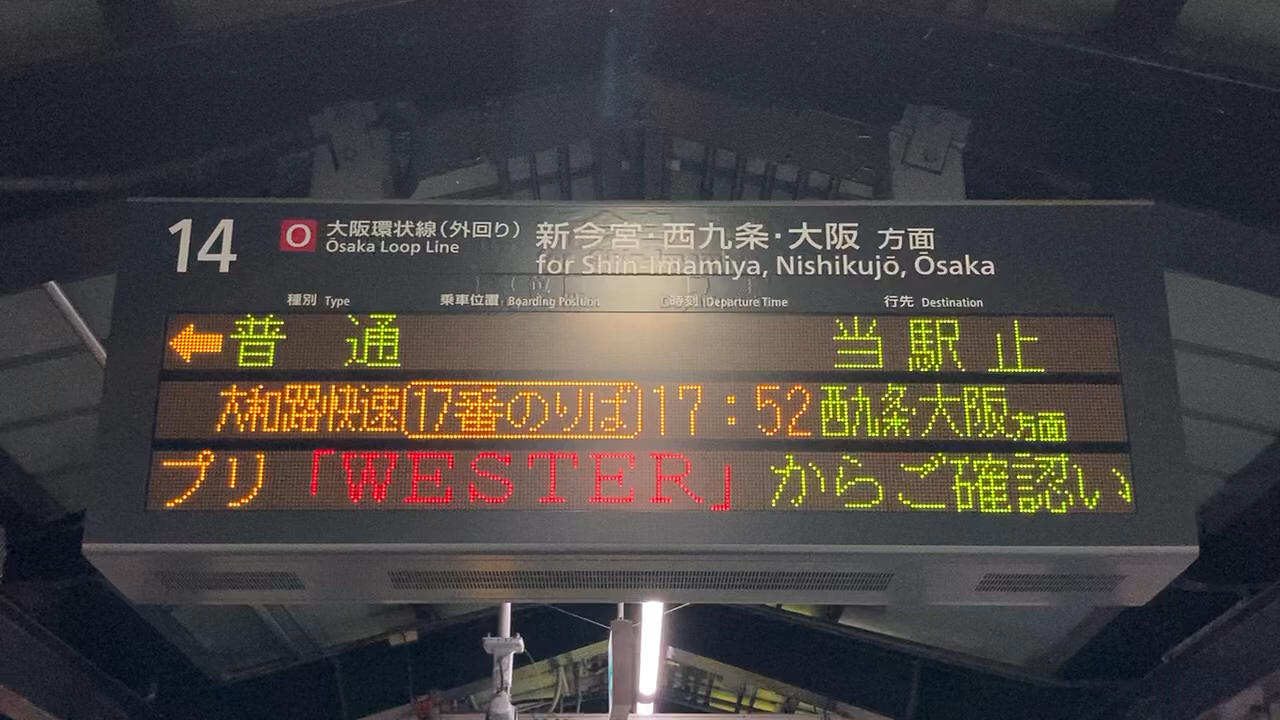 14 O 大阪環状線(外回り) 新今宮・西九条・大阪 方面
Ōsaka Loop Line for Shin-Imamiya, Nishikujō, Ōsaka
種別 Type 乗車位置 Boarding Position 時刻 Departure Time 行先 Destination
←普 通 当駅止
大和路快速 17番のりば 17:52 西九条・大阪方面
プリ「WESTER」からご確認い